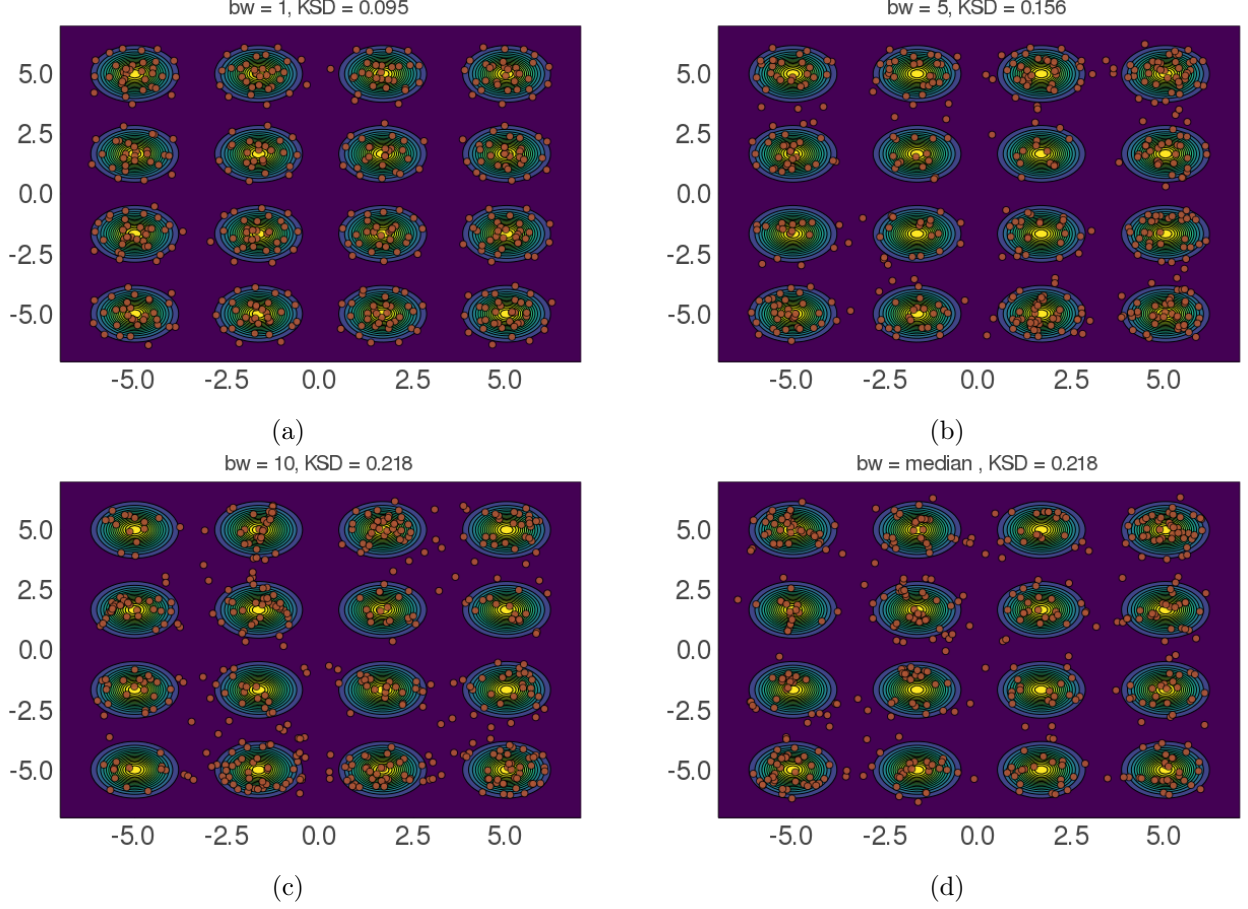 bw = 1, KSD = 0.095
5.0
2.5
0.0
-2.5
-5.0
-5.0 -2.5 0.0 2.5 5.0
(a)
bw = 5, KSD = 0.156
5.0
2.5
0.0
-2.5
-5.0
-5.0 -2.5 0.0 2.5 5.0
(b)
bw = 10, KSD = 0.218
5.0
2.5
0.0
-2.5
-5.0
-5.0 -2.5 0.0 2.5 5.0
(c)
bw = median , KSD = 0.218
5.0
2.5
0.0
-2.5
-5.0
-5.0 -2.5 0.0 2.5 5.0
(d)